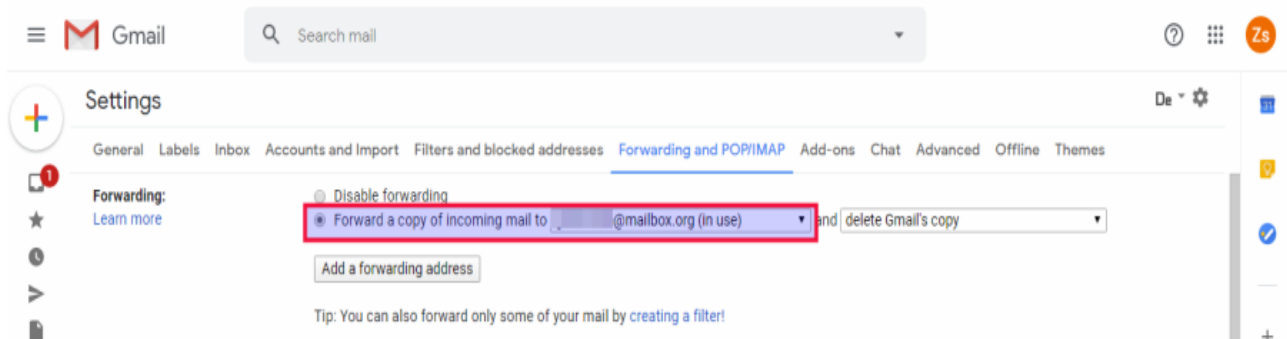 Gmail
Search mail
Zs
Settings
De
31
General Labels Inbox Accounts and Import Filters and blocked addresses Forwarding and POP/IMAP Add-ons Chat Advanced Offline Themes
1
Forwarding:
Learn more
Disable forwarding
Forward a copy of incoming mail to @mailbox.org (in use) and delete Gmail's copy
Add a forwarding address
Tip: You can also forward only some of your mail by creating a filter!